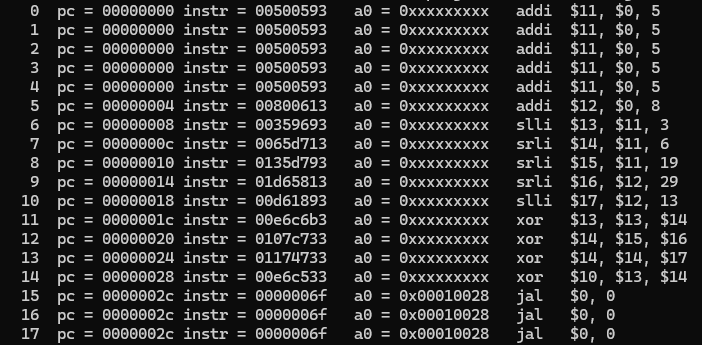 0 pc = 00000000 instr = 00500593 a0 = 0xxxxxxxxx addi $11, $0, 5
1 pc = 00000000 instr = 00500593 a0 = 0xxxxxxxxx addi $11, $0, 5
2 pc = 00000000 instr = 00500593 a0 = 0xxxxxxxxx addi $11, $0, 5
3 pc = 00000000 instr = 00500593 a0 = 0xxxxxxxxx addi $11, $0, 5
4 pc = 00000000 instr = 00500593 a0 = 0xxxxxxxxx addi $11, $0, 5
5 pc = 00000004 instr = 00800613 a0 = 0xxxxxxxxx addi $12, $0, 8
6 pc = 00000008 instr = 00359693 a0 = 0xxxxxxxxx slli $13, $11, 3
7 pc = 0000000c instr = 0065d713 a0 = 0xxxxxxxxx srli $14, $11, 6
8 pc = 00000010 instr = 0135d793 a0 = 0xxxxxxxxx srli $15, $11, 19
9 pc = 00000014 instr = 01d65813 a0 = 0xxxxxxxxx srli $16, $12, 29
10 pc = 00000018 instr = 00d61893 a0 = 0xxxxxxxxx slli $17, $12, 13
11 pc = 0000001c instr = 00e6c6b3 a0 = 0xxxxxxxxx xor $13, $13, $14
12 pc = 00000020 instr = 0107c733 a0 = 0xxxxxxxxx xor $14, $15, $16
13 pc = 00000024 instr = 01174733 a0 = 0xxxxxxxxx xor $14, $14, $17
14 pc = 00000028 instr = 00e6c533 a0 = 0xxxxxxxxx xor $10, $13, $14
15 pc = 0000002c instr = 0000006f a0 = 0x00010028 jal $0, 0
16 pc = 0000002c instr = 0000006f a0 = 0x00010028 jal $0, 0
17 pc = 0000002c instr = 0000006f a0 = 0x00010028 jal $0, 0